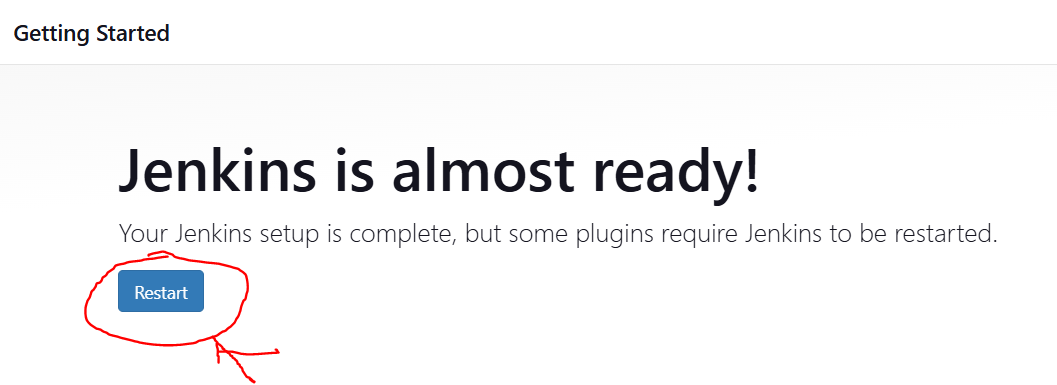 Getting Started
Jenkins is almost ready!
Your Jenkins setup is complete, but some plugins require Jenkins to be restarted.
Restart